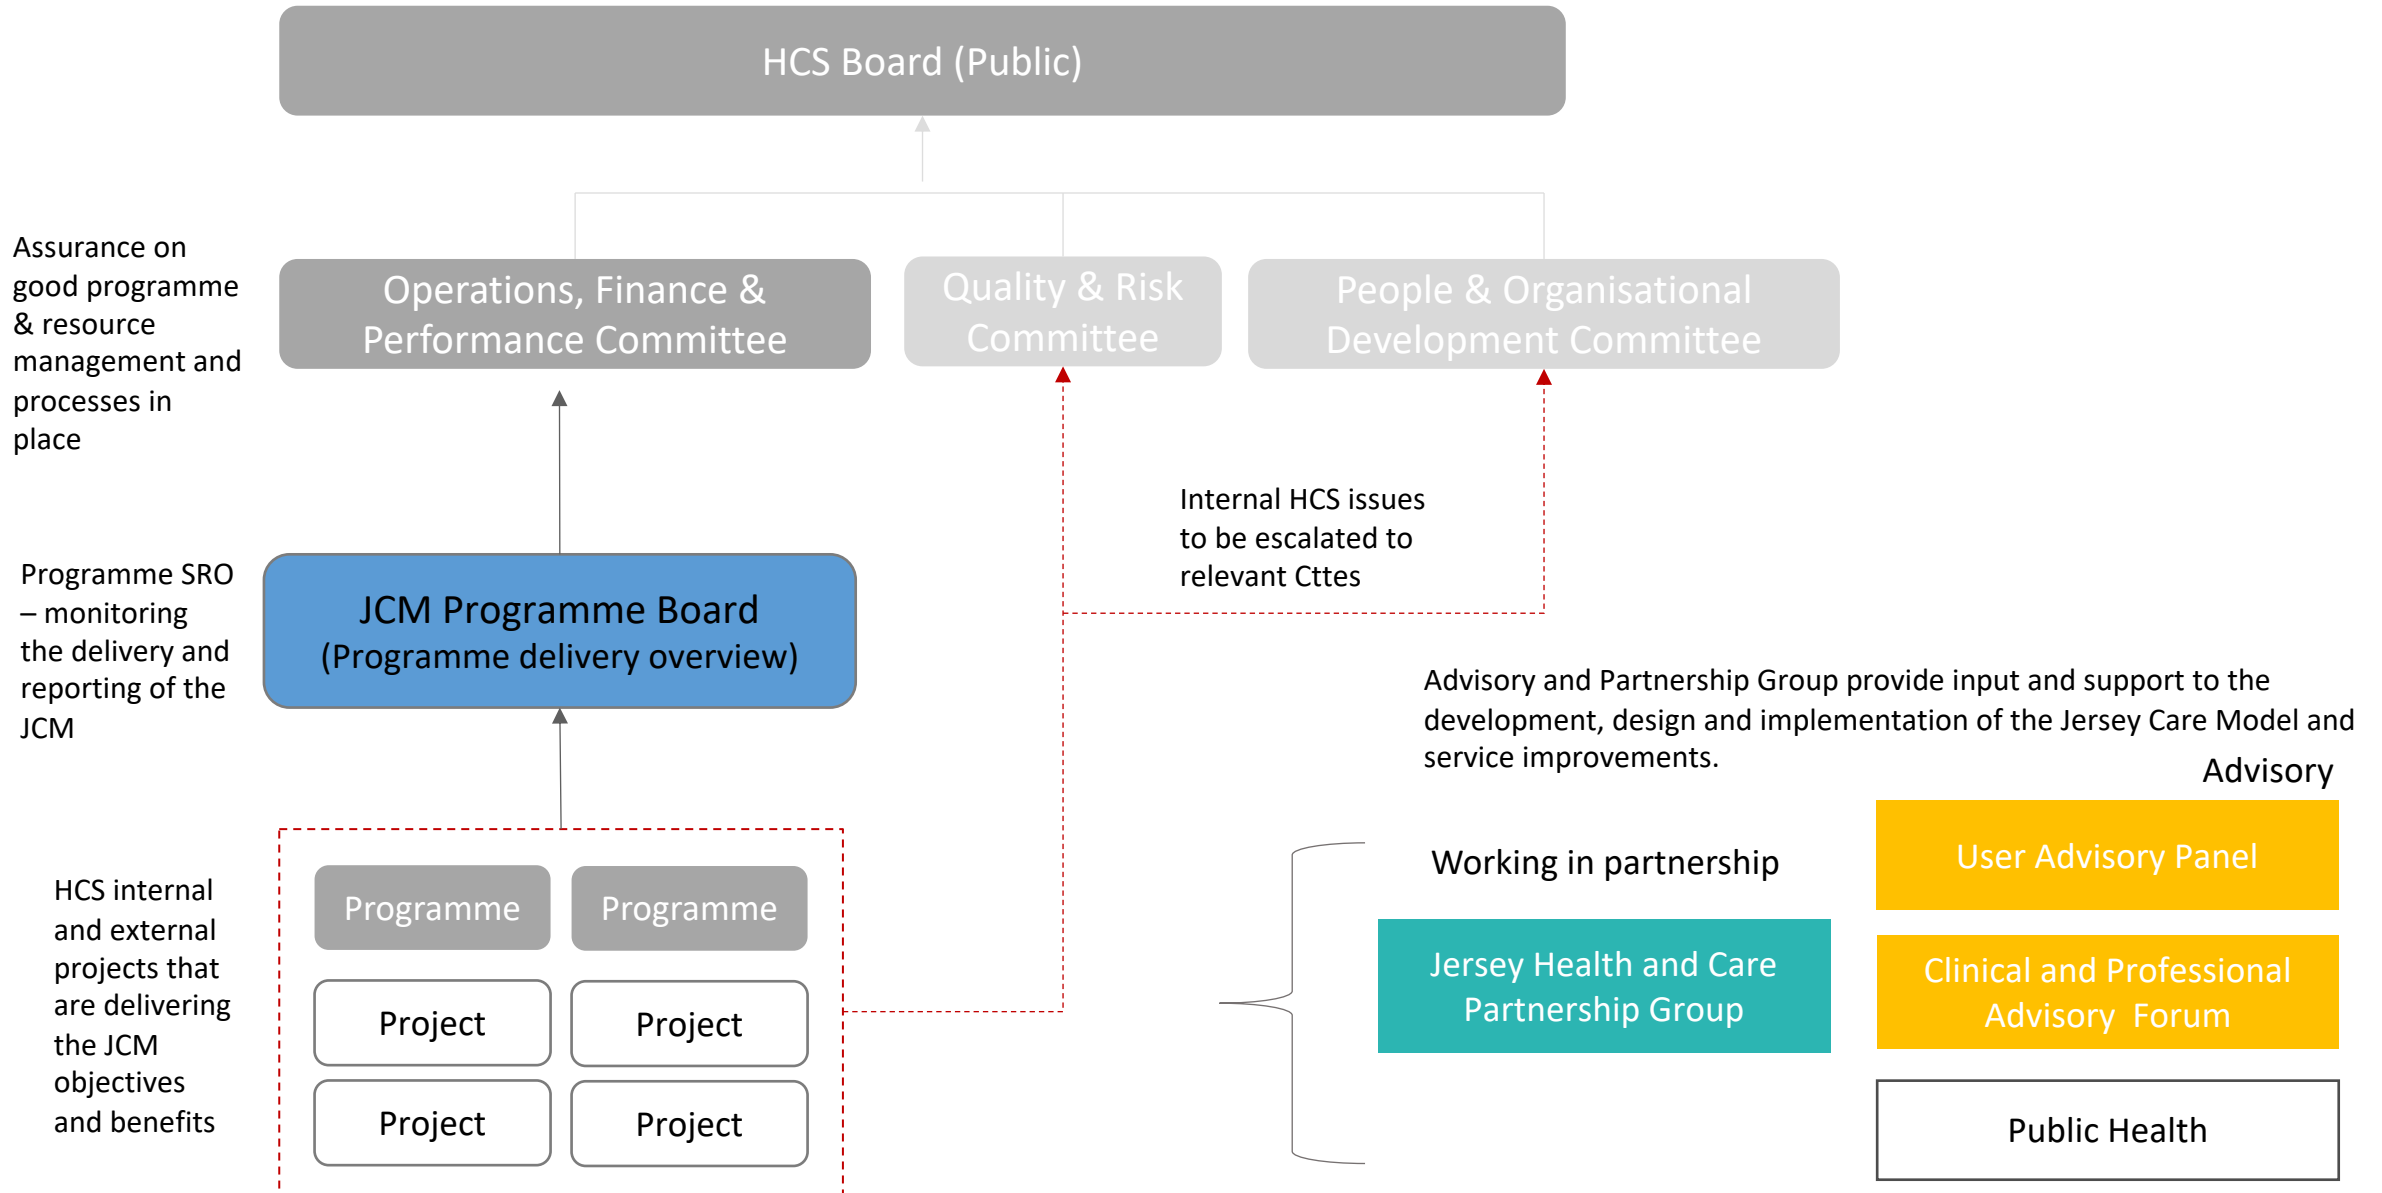 HCS Board (Public)
Assurance on
good programme
& resource
management and
processes in
place
Operations, Finance &
Performance Committee
Quality & Risk
Committee
People & Organisational
Development Committee
Internal HCS issues
to be escalated to
relevant Cttes
Programme SRO
– monitoring
the delivery and
reporting of the
JCM
JCM Programme Board
(Programme delivery overview)
Advisory and Partnership Group provide input and support to the
development, design and implementation of the Jersey Care Model and
service improvements.
Advisory
HCS internal
and external
projects that
are delivering
the JCM
objectives
and benefits
Programme
Programme
Project
Project
Project
Project
Working in partnership
Jersey Health and Care
Partnership Group
User Advisory Panel
Clinical and Professional
Advisory  Forum
Public Health